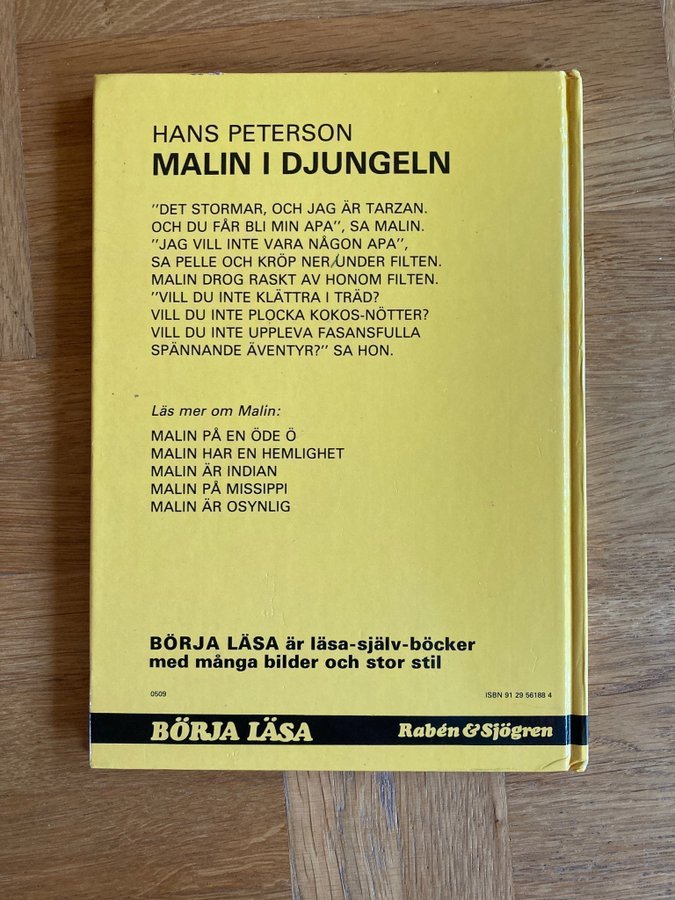 HANS PETERSON
MALIN I DJUNGELN
"DET STORMAR, OCH JAG ÄR TARZAN.
OCH DU FÅR BLI MIN APA", SA MALIN.
"JAG VILL INTE VARA NÅGON APA",
SA PELLE OCH KRÖP NER UNDER FILTEN.
MALIN DROG RASKT AV HONOM FILTEN.
"VILL DU INTE KLÄTTRA I TRÄD?
VILL DU INTE PLOCKA KOKOS-NÖTTER?
VILL DU INTE UPPLEVA FASANSFULLA
SPÄNNANDE ÄVENTYR?" SA HON.
Läs mer om Malin:
MALIN PÅ EN ÖDE Ö
MALIN HAR EN HEMLIGHET
MALIN ÄR INDIAN
MALIN PÅ MISSIPPI
MALIN ÄR OSYNLIG
BÖRJA LÄSA är läsa-själv-böcker
med många bilder och stor stil
0509 ISBN 91 29 56188 4
BÖRJA LÄSA Rabén & Sjögren